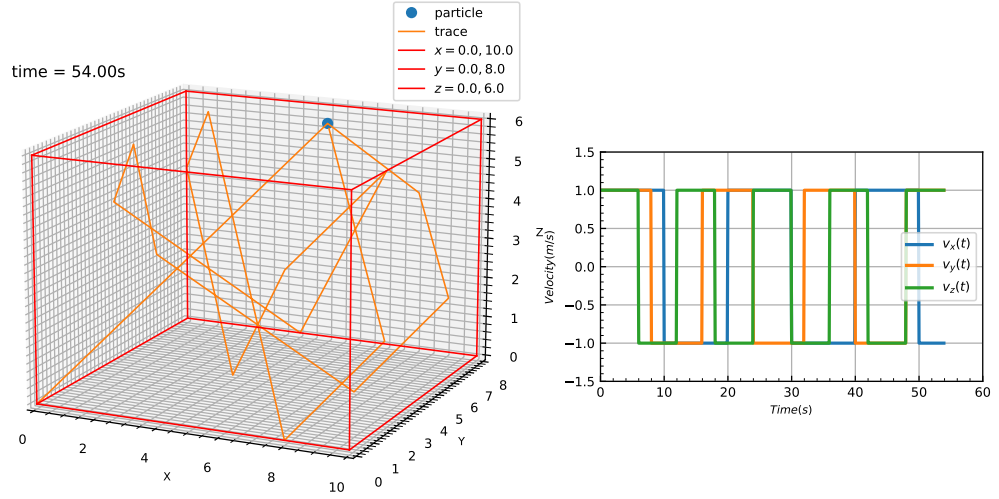 particle
trace
x = 0.0, 10.0
y = 0.0, 8.0
z = 0.0, 6.0
time = 54.00s
6
5
4
3
2
1
0
Z
8
7
6
5
4
3
2
1
0
Y
0
2
4
6
8
10
X
1.5
1.0
0.5
0.0
−0.5
−1.0
−1.5
Velocity(m/s)
v_x(t)
v_y(t)
v_z(t)
0 10 20 30 40 50 60
Time(s)